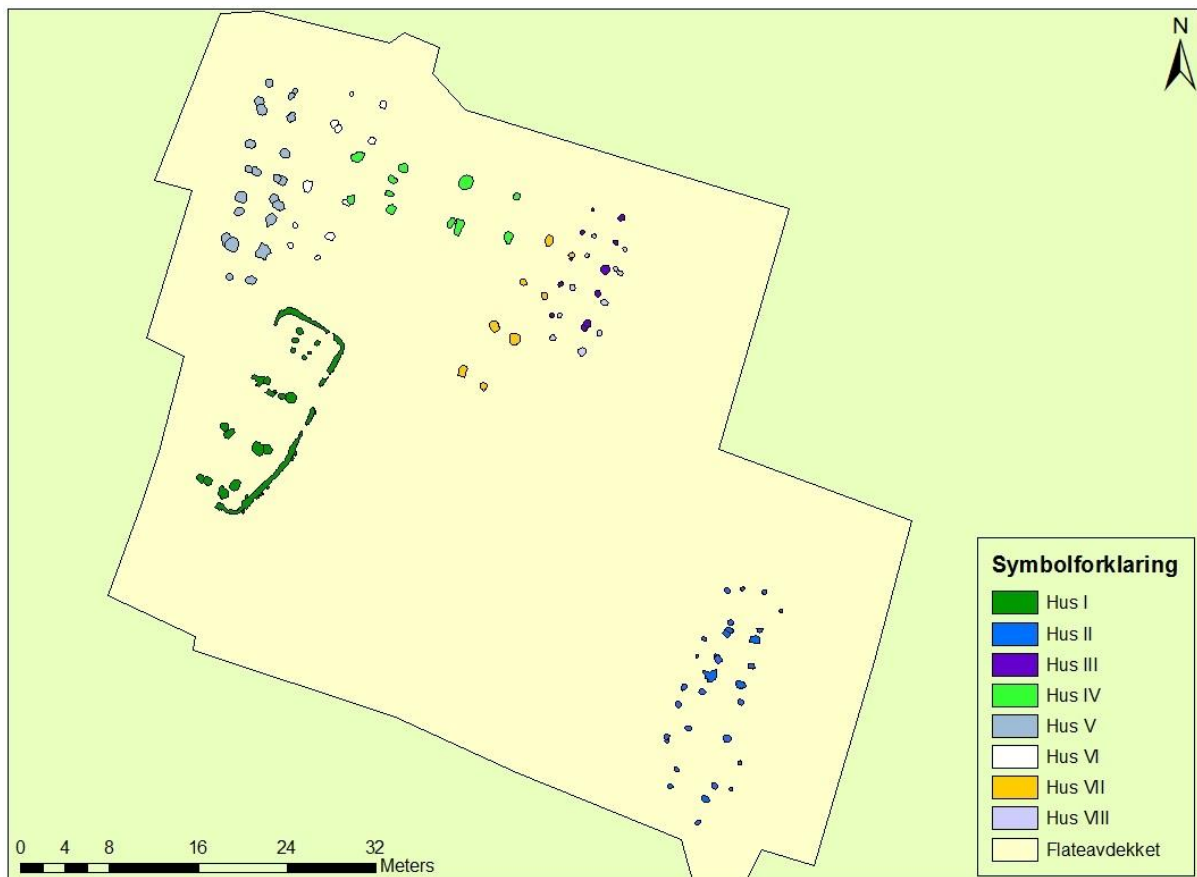 N
Symbolforklaring
Hus I
Hus II
Hus III
Hus IV
Hus V
Hus VI
Hus VII
Hus VIII
Flateavdekket
0 4 8 16 24 32
Meters